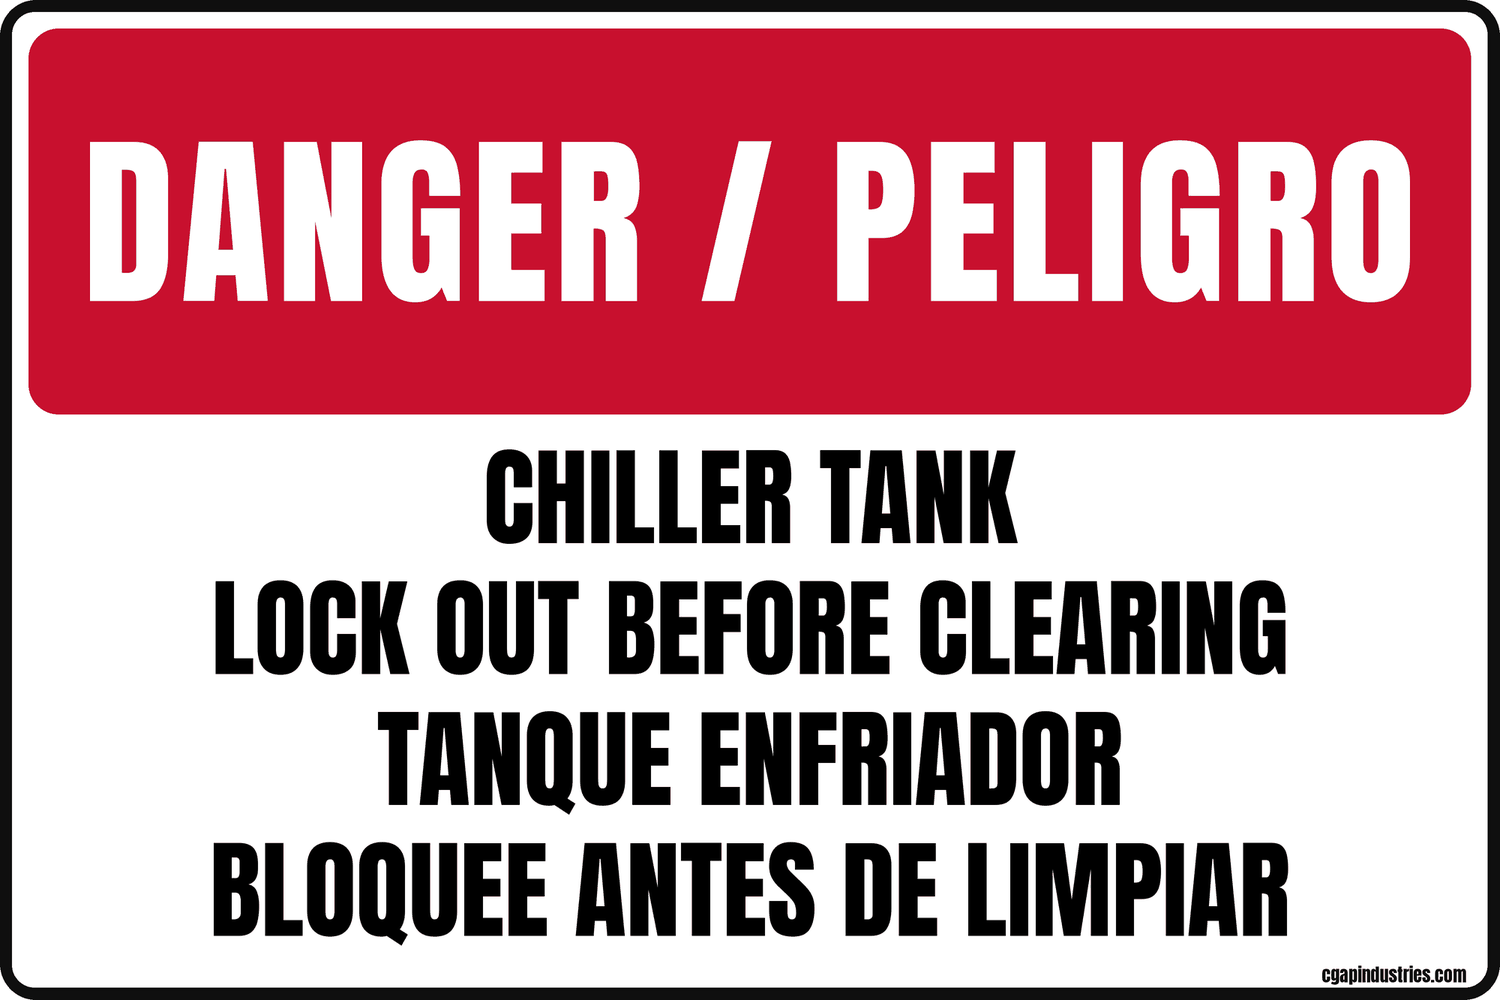 DANGER / PELIGRO
CHILLER TANK
LOCK OUT BEFORE CLEARING
TANQUE ENFRIADOR
BLOQUEE ANTES DE LIMPIAR
cgapindustries.com